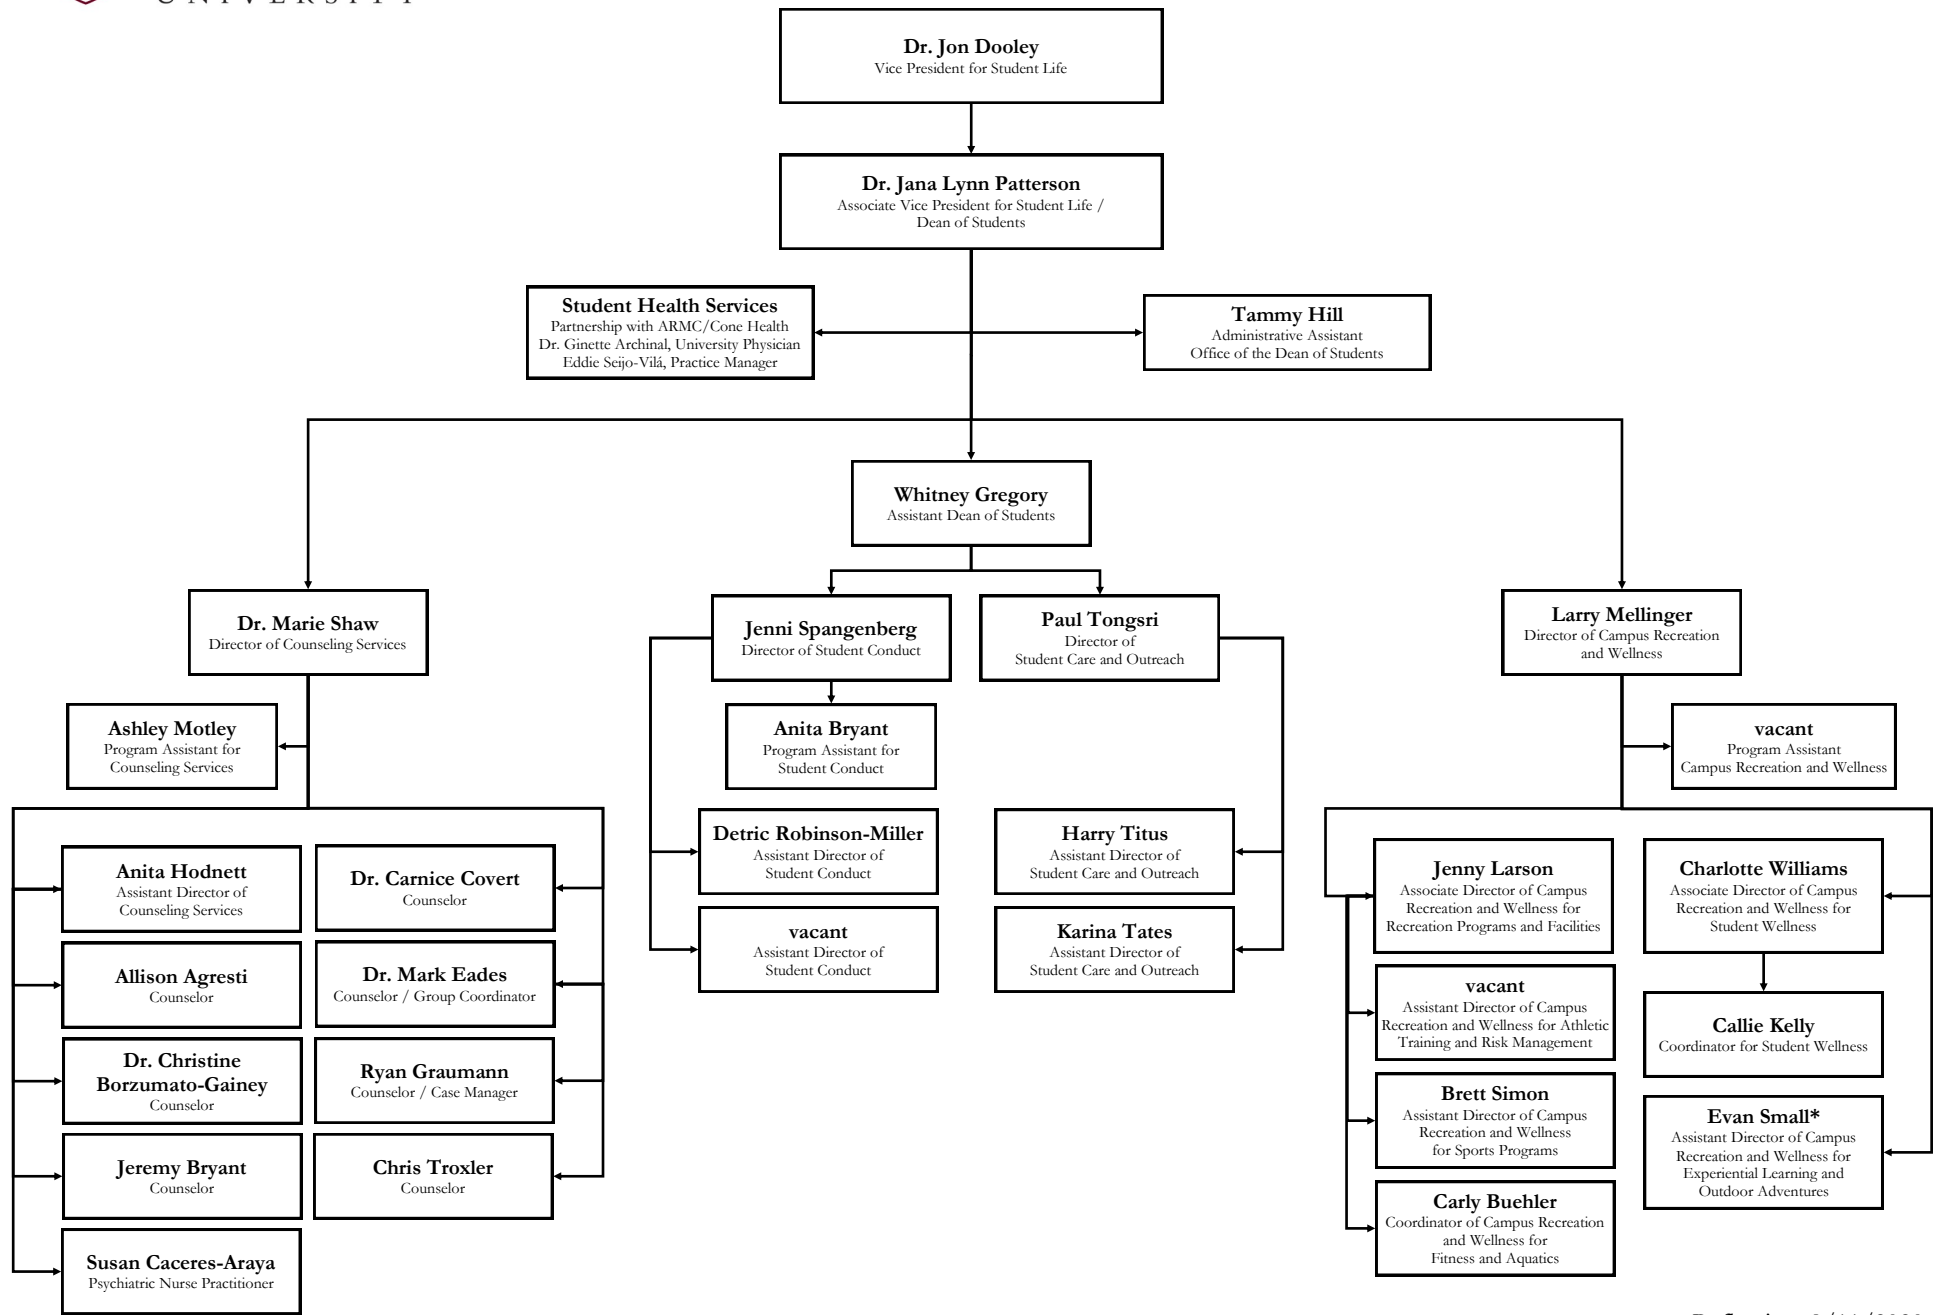 Dr. Jon Dooley
Vice President for Student Life
Dr. Jana Lynn Patterson
Associate Vice President for Student Life /
Dean of Students
Student Health Services
Partnership with ARMC/Cone Health
Dr. Ginette Archinal, University Physician
Eddie Seijo-Vilá, Practice Manager
Tammy Hill
Administrative Assistant
Office of the Dean of Students
Whitney Gregory
Assistant Dean of Students
Dr. Marie Shaw
Director of Counseling Services
Jenni Spangenberg
Director of Student Conduct
Paul Tongsri
Director of
Student Care and Outreach
Larry Mellinger
Director of Campus Recreation
and Wellness
Ashley Motley
Program Assistant for
Counseling Services
Anita Bryant
Program Assistant for
Student Conduct
vacant
Program Assistant
Campus Recreation and Wellness
Anita Hodnett
Assistant Director of
Counseling Services
Dr. Carnice Covert
Counselor
Allison Agresti
Counselor
Dr. Mark Eades
Counselor / Group Coordinator
Dr. Christine
Borzumato-Gainey
Counselor
Ryan Graumann
Counselor / Case Manager
Jeremy Bryant
Counselor
Chris Troxler
Counselor
Susan Caceres-Araya
Psychiatric Nurse Practitioner
Detric Robinson-Miller
Assistant Director of
Student Conduct
vacant
Assistant Director of
Student Conduct
Harry Titus
Assistant Director of
Student Care and Outreach
Karina Tates
Assistant Director of
Student Care and Outreach
Jenny Larson
Associate Director of Campus
Recreation and Wellness for
Recreation Programs and Facilities
vacant
Assistant Director of Campus
Recreation and Wellness for Athletic
Training and Risk Management
Brett Simon
Assistant Director of Campus
Recreation and Wellness
for Sports Programs
Carly Buehler
Coordinator of Campus Recreation
and Wellness for
Fitness and Aquatics
Charlotte Williams
Associate Director of Campus
Recreation and Wellness for
Student Wellness
Callie Kelly
Coordinator for Student Wellness
Evan Small*
Assistant Director of Campus
Recreation and Wellness for
Experiential Learning and
Outdoor Adventures